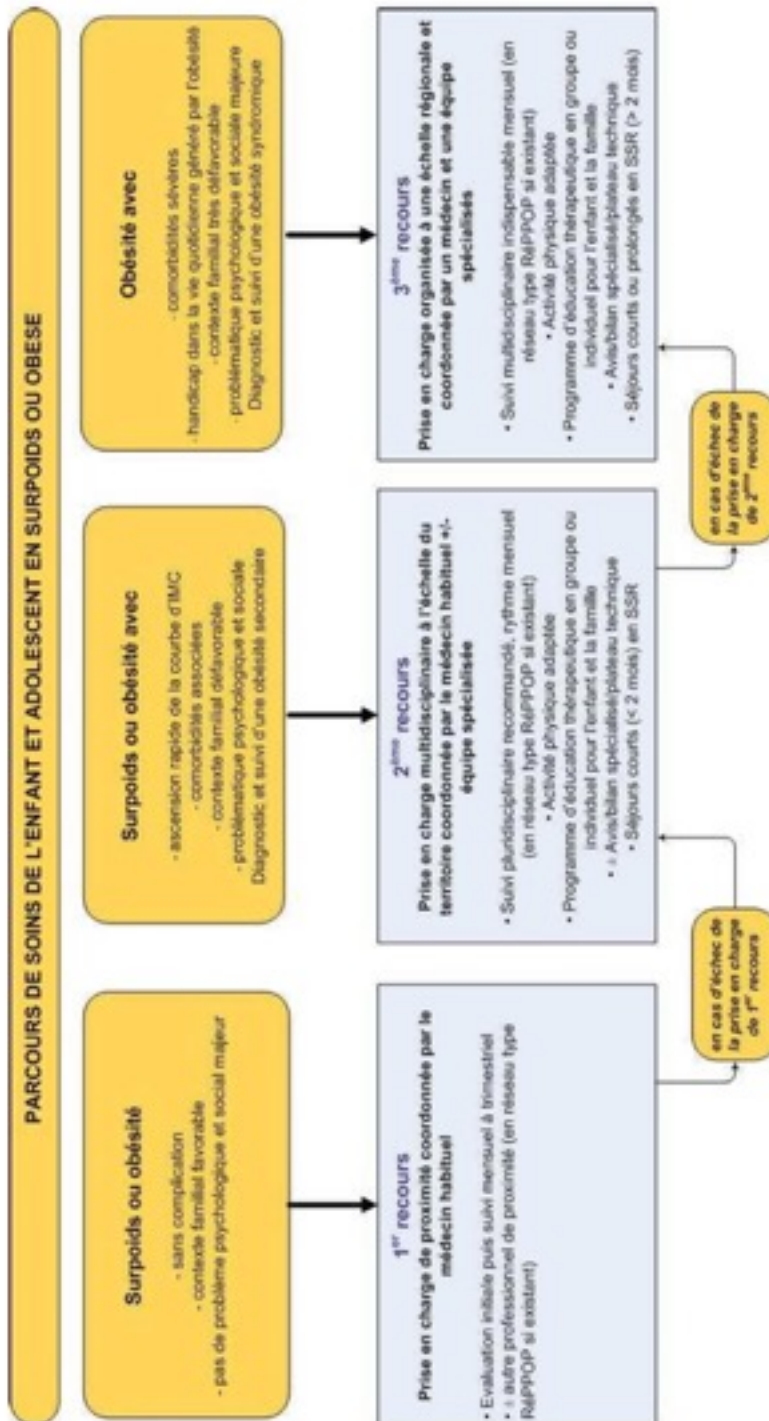 PARCOURS DE SOINS DE L'ENFANT ET ADOLESCENT EN SURPOIDS OU OBESE
Surpoids ou obésité
- sans complication
- contexte familial favorable
- pas de problème psychologique et social majeur
1er recours
Prise en charge de proximité coordonnée par le
médecin habituel
• Evaluation initiale puis suivi mensuel à trimestriel
• ± autre professionnel de proximité (en réseau type
RéPPOP si existant)
en cas d'échec de
la prise en charge
de 1er recours
Surpoids ou obésité avec
- ascension rapide de la courbe d'IMC
- comorbidités associées
- contexte familial défavorable
- problématique psychologique et sociale
Diagnostic et suivi d'une obésité secondaire
2ème recours
Prise en charge multidisciplinaire à l'échelle du
territoire coordonnée par le médecin habituel +/-
équipe spécialisée
• Suivi pluridisciplinaire recommandé, rythme mensuel
(en réseau type RéPPOP si existant)
• Activité physique adaptée
• Programme d'éducation thérapeutique en groupe ou
individuel pour l'enfant et la famille
• ± Avis/bilan spécialisé/plateau technique
• Séjours courts (< 2 mois) en SSR
en cas d'échec de
la prise en charge
de 2ème recours
Obésité avec
- comorbidités sévères
- handicap dans la vie quotidienne généré par l'obésité
- contexte familial très défavorable
- problématique psychologique et sociale majeure
Diagnostic et suivi d'une obésité syndromique
3ème recours
Prise en charge organisée à une échelle régionale et
coordonnée par un médecin et une équipe
spécialisés
• Suivi multidisciplinaire indispensable mensuel (en
réseau type RéPPOP si existant)
• Activité physique adaptée
• Programme d'éducation thérapeutique en groupe ou
individuel pour l'enfant et la famille
• Avis/bilan spécialisé/plateau technique
• Séjours courts ou prolongés en SSR (> 2 mois)